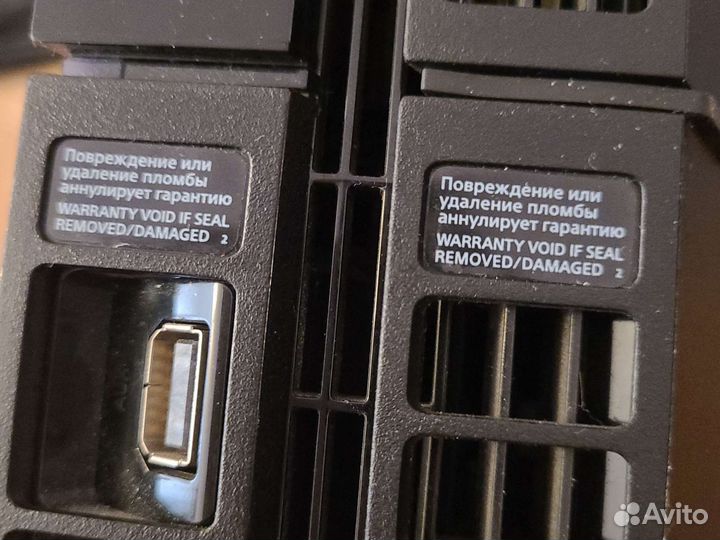 Повреждение или
удаление пломбы
аннулирует гарантию
WARRANTY VOID IF SEAL
REMOVED/DAMAGED 2
Повреждение или
удаление пломбы
аннулирует гарантию
WARRANTY VOID IF SEAL
REMOVED/DAMAGED 2
Avito